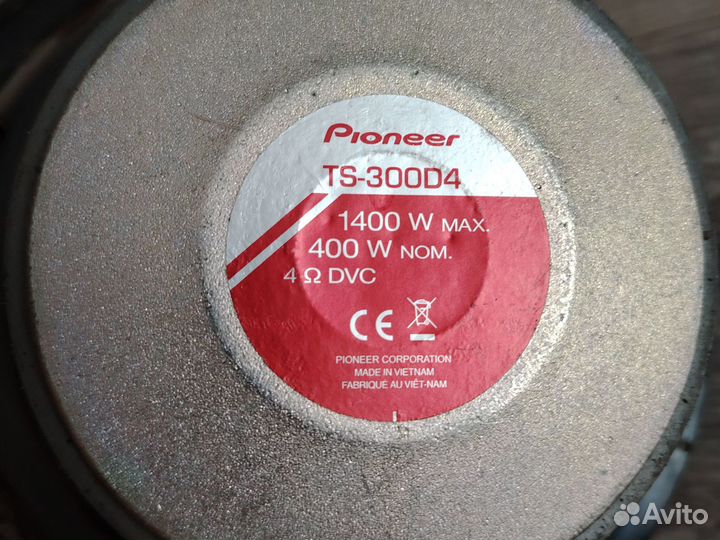 Pioneer
TS-300D4
1400 W MAX.
400 W NOM.
4 Ω DVC
CE
PIONEER CORPORATION
MADE IN VIETNAM
FABRIQUÉ AU VIÊT-NAM
Avito